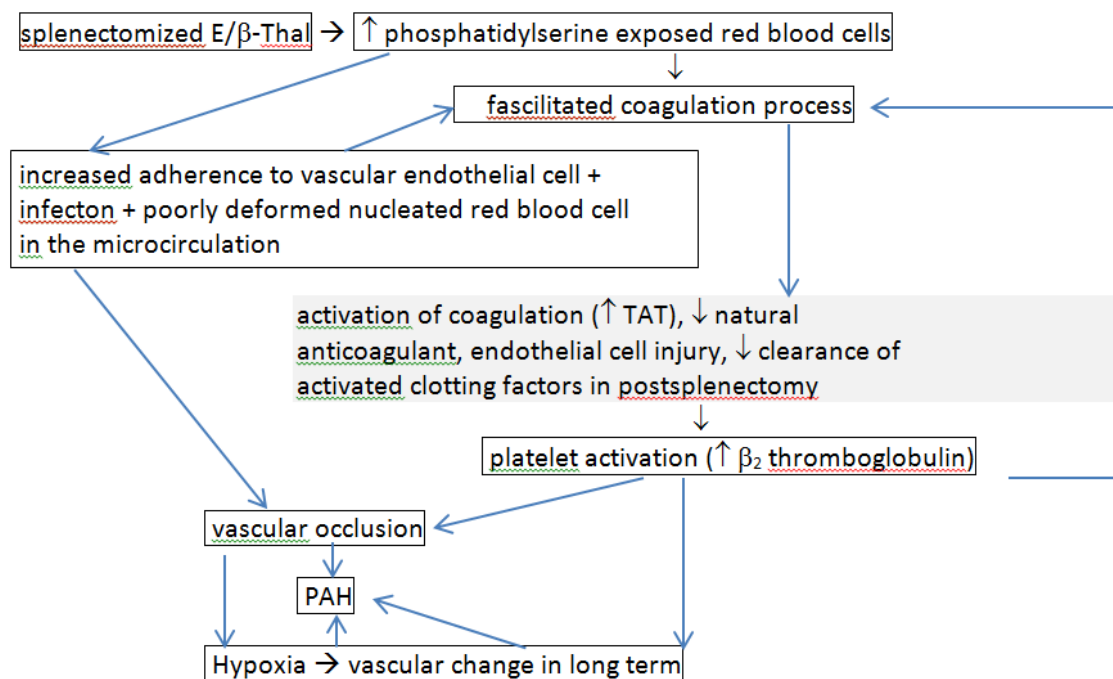 splenectomized E/β-Thal → ↑ phosphatidylserine exposed red blood cells
↓
fascilitated coagulation process
increased adherence to vascular endothelial cell +
infecton + poorly deformed nucleated red blood cell
in the microcirculation
activation of coagulation (↑ TAT), ↓ natural
anticoagulant, endothelial cell injury, ↓ clearance of
activated clotting factors in postsplenectomy
↓
platelet activation (↑ β₂ thromboglobulin)
vascular occlusion
PAH
Hypoxia → vascular change in long term